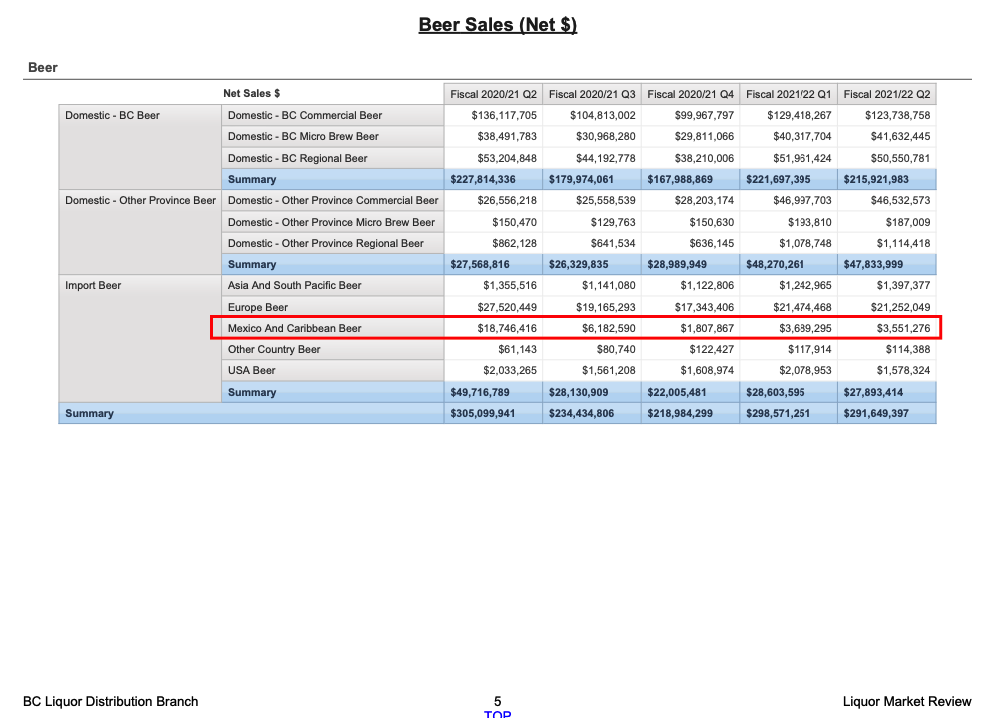 Beer Sales (Net $)
Beer
Net Sales $ Fiscal 2020/21 Q2 Fiscal 2020/21 Q3 Fiscal 2020/21 Q4 Fiscal 2021/22 Q1 Fiscal 2021/22 Q2
Domestic - BC Beer Domestic - BC Commercial Beer $136,117,705 $104,813,002 $99,967,797 $129,418,267 $123,738,758
Domestic - BC Micro Brew Beer $38,491,783 $30,968,280 $29,811,066 $40,317,704 $41,632,445
Domestic - BC Regional Beer $53,204,848 $44,192,778 $38,210,006 $51,961,424 $50,550,781
Summary $227,814,336 $179,974,061 $167,988,869 $221,697,395 $215,921,983
Domestic - Other Province Beer Domestic - Other Province Commercial Beer $26,556,218 $25,558,539 $28,203,174 $46,997,703 $46,532,573
Domestic - Other Province Micro Brew Beer $150,470 $129,763 $150,630 $193,810 $187,009
Domestic - Other Province Regional Beer $862,128 $641,534 $636,145 $1,078,748 $1,114,418
Summary $27,568,816 $26,329,835 $28,989,949 $48,270,261 $47,833,999
Import Beer Asia And South Pacific Beer $1,355,516 $1,141,080 $1,122,806 $1,242,965 $1,397,377
Europe Beer $27,520,449 $19,165,293 $17,343,406 $21,474,468 $21,252,049
Mexico And Caribbean Beer $18,746,416 $6,182,590 $1,807,867 $3,689,295 $3,551,276
Other Country Beer $61,143 $80,740 $122,427 $117,914 $114,388
USA Beer $2,033,265 $1,561,208 $1,608,974 $2,078,953 $1,578,324
Summary $49,716,789 $28,130,909 $22,005,481 $28,603,595 $27,893,414
Summary $305,099,941 $234,434,806 $218,984,299 $298,571,251 $291,649,397
BC Liquor Distribution Branch 5 Liquor Market Review
TOP